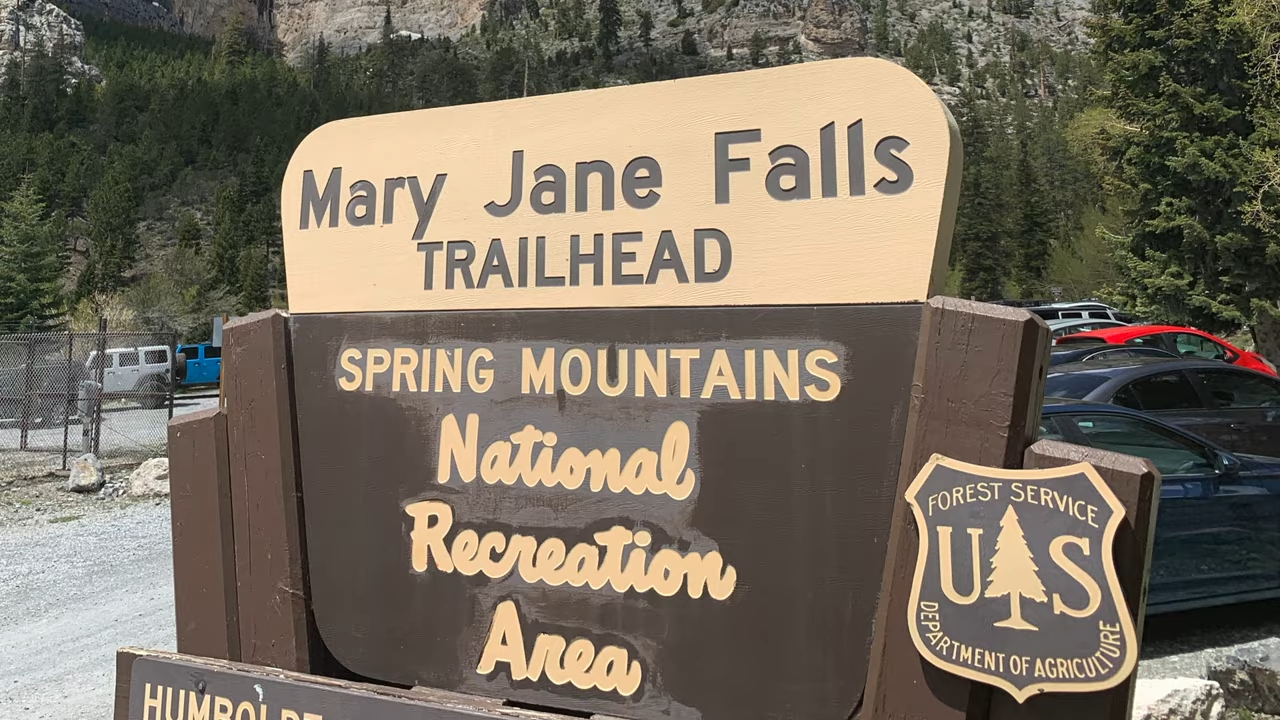 Mary Jane Falls
TRAILHEAD
SPRING MOUNTAINS
National
Recreation
Area
FOREST SERVICE
U S
DEPARTMENT OF AGRICULTURE